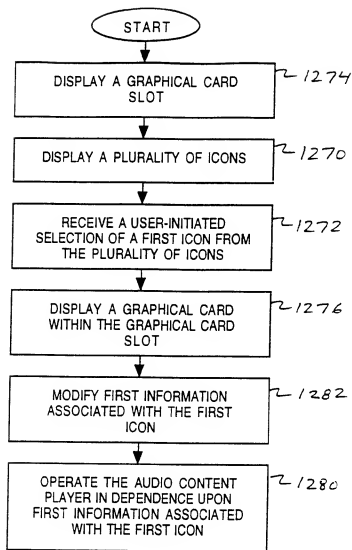 START
DISPLAY A GRAPHICAL CARD
SLOT
1274
DISPLAY A PLURALITY OF ICONS
1270
RECEIVE A USER-INITIATED
SELECTION OF A FIRST ICON FROM
THE PLURALITY OF ICONS
1272
DISPLAY A GRAPHICAL CARD
WITHIN THE GRAPHICAL CARD
SLOT
1276
MODIFY FIRST INFORMATION
ASSOCIATED WITH THE FIRST
ICON
1282
OPERATE THE AUDIO CONTENT
PLAYER IN DEPENDENCE UPON
FIRST INFORMATION ASSOCIATED
WITH THE FIRST ICON
1280